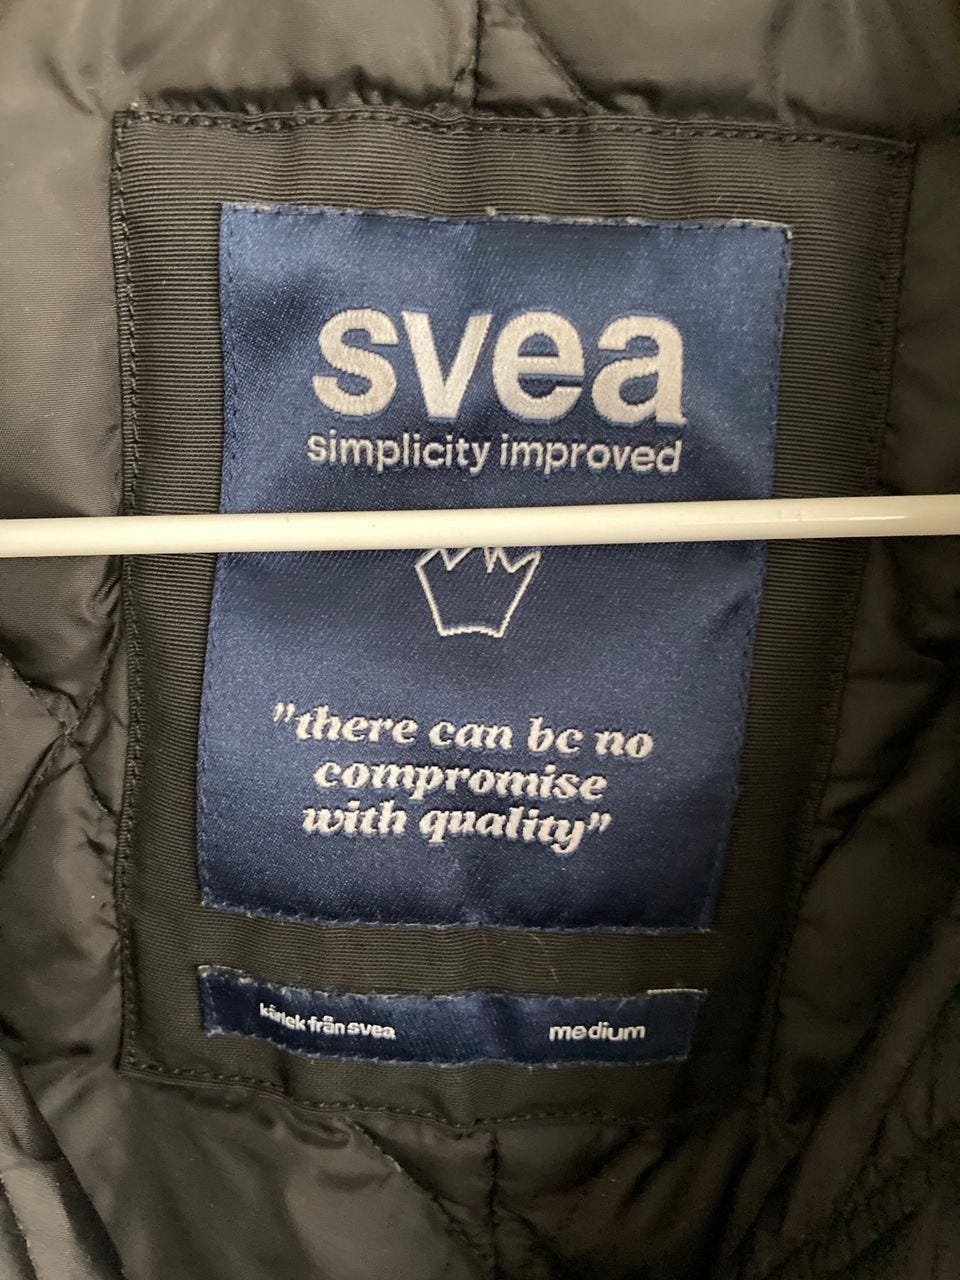 svea
simplicity improved
"there can be no
compromise
with quality"
kärlek från svea
medium